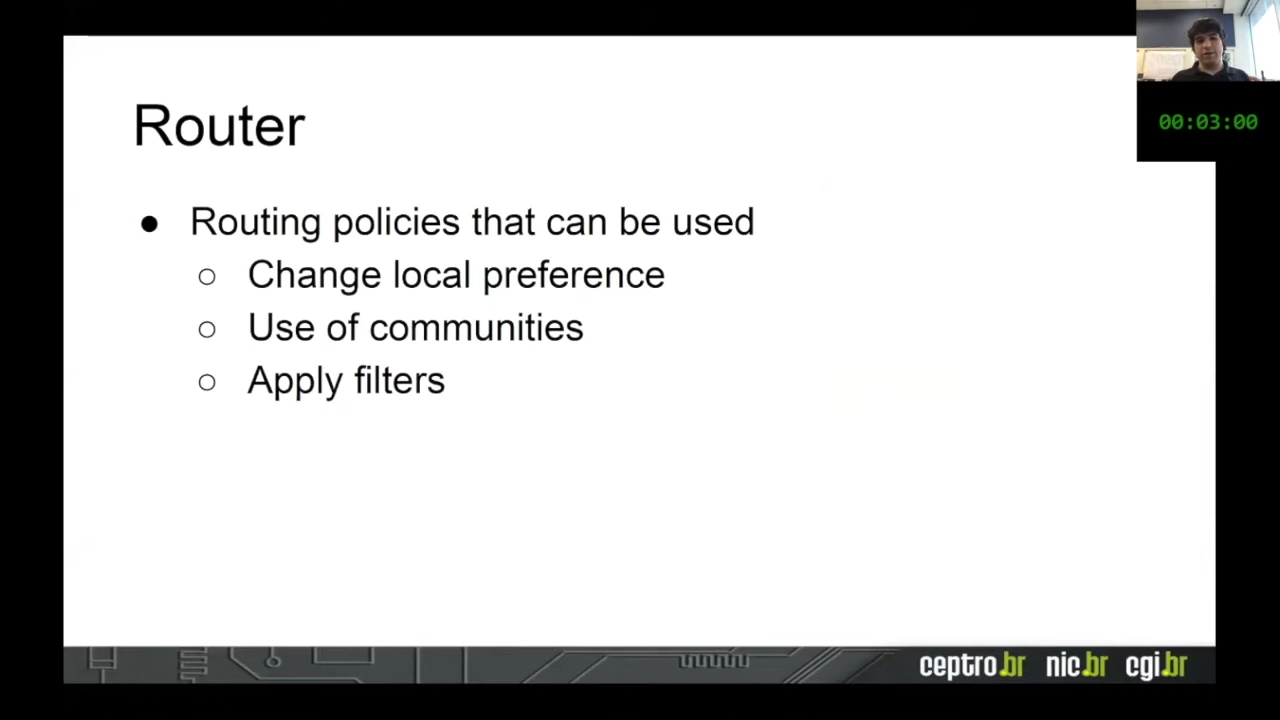 00:03:00
Router
● Routing policies that can be used
○ Change local preference
○ Use of communities
○ Apply filters
ceptro.br nic.br cgi.br